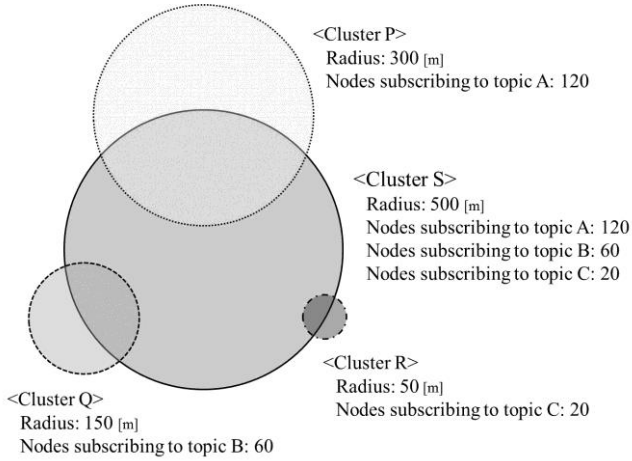 <Cluster P>
Radius: 300 [m]
Nodes subscribing to topic A: 120
<Cluster S>
Radius: 500 [m]
Nodes subscribing to topic A: 120
Nodes subscribing to topic B: 60
Nodes subscribing to topic C: 20
<Cluster R>
Radius: 50 [m]
Nodes subscribing to topic C: 20
<Cluster Q>
Radius: 150 [m]
Nodes subscribing to topic B: 60